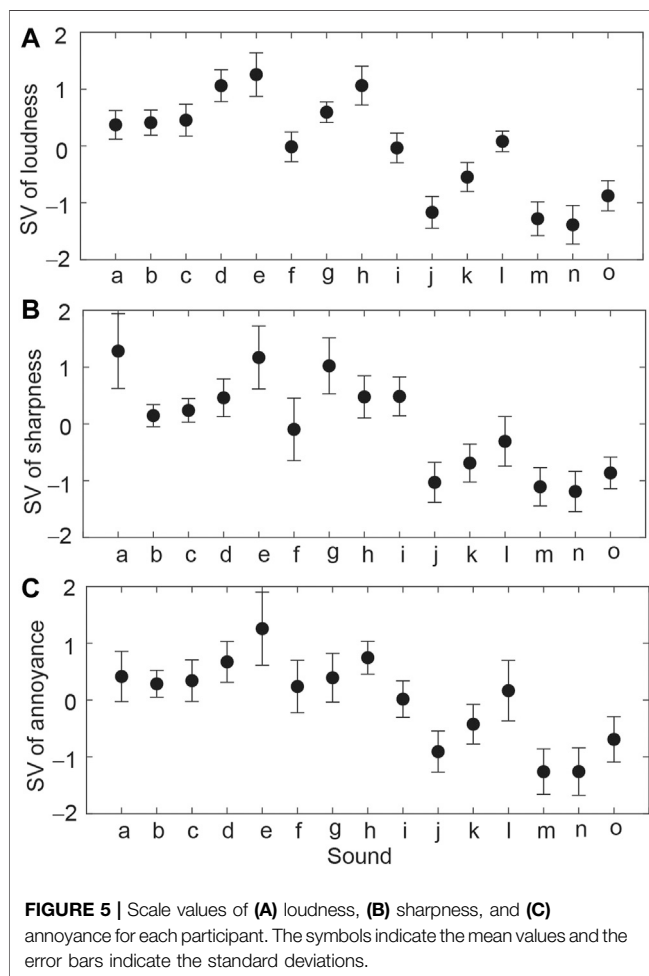 A
2
1
0
−1
−2
SV of loudness
a b c d e f g h i j k l m n o
B
2
1
0
−1
−2
SV of sharpness
a b c d e f g h i j k l m n o
C
2
1
0
−1
−2
SV of annoyance
a b c d e f g h i j k l m n o
Sound
FIGURE 5 | Scale values of (A) loudness, (B) sharpness, and (C)
annoyance for each participant. The symbols indicate the mean values and the
error bars indicate the standard deviations.